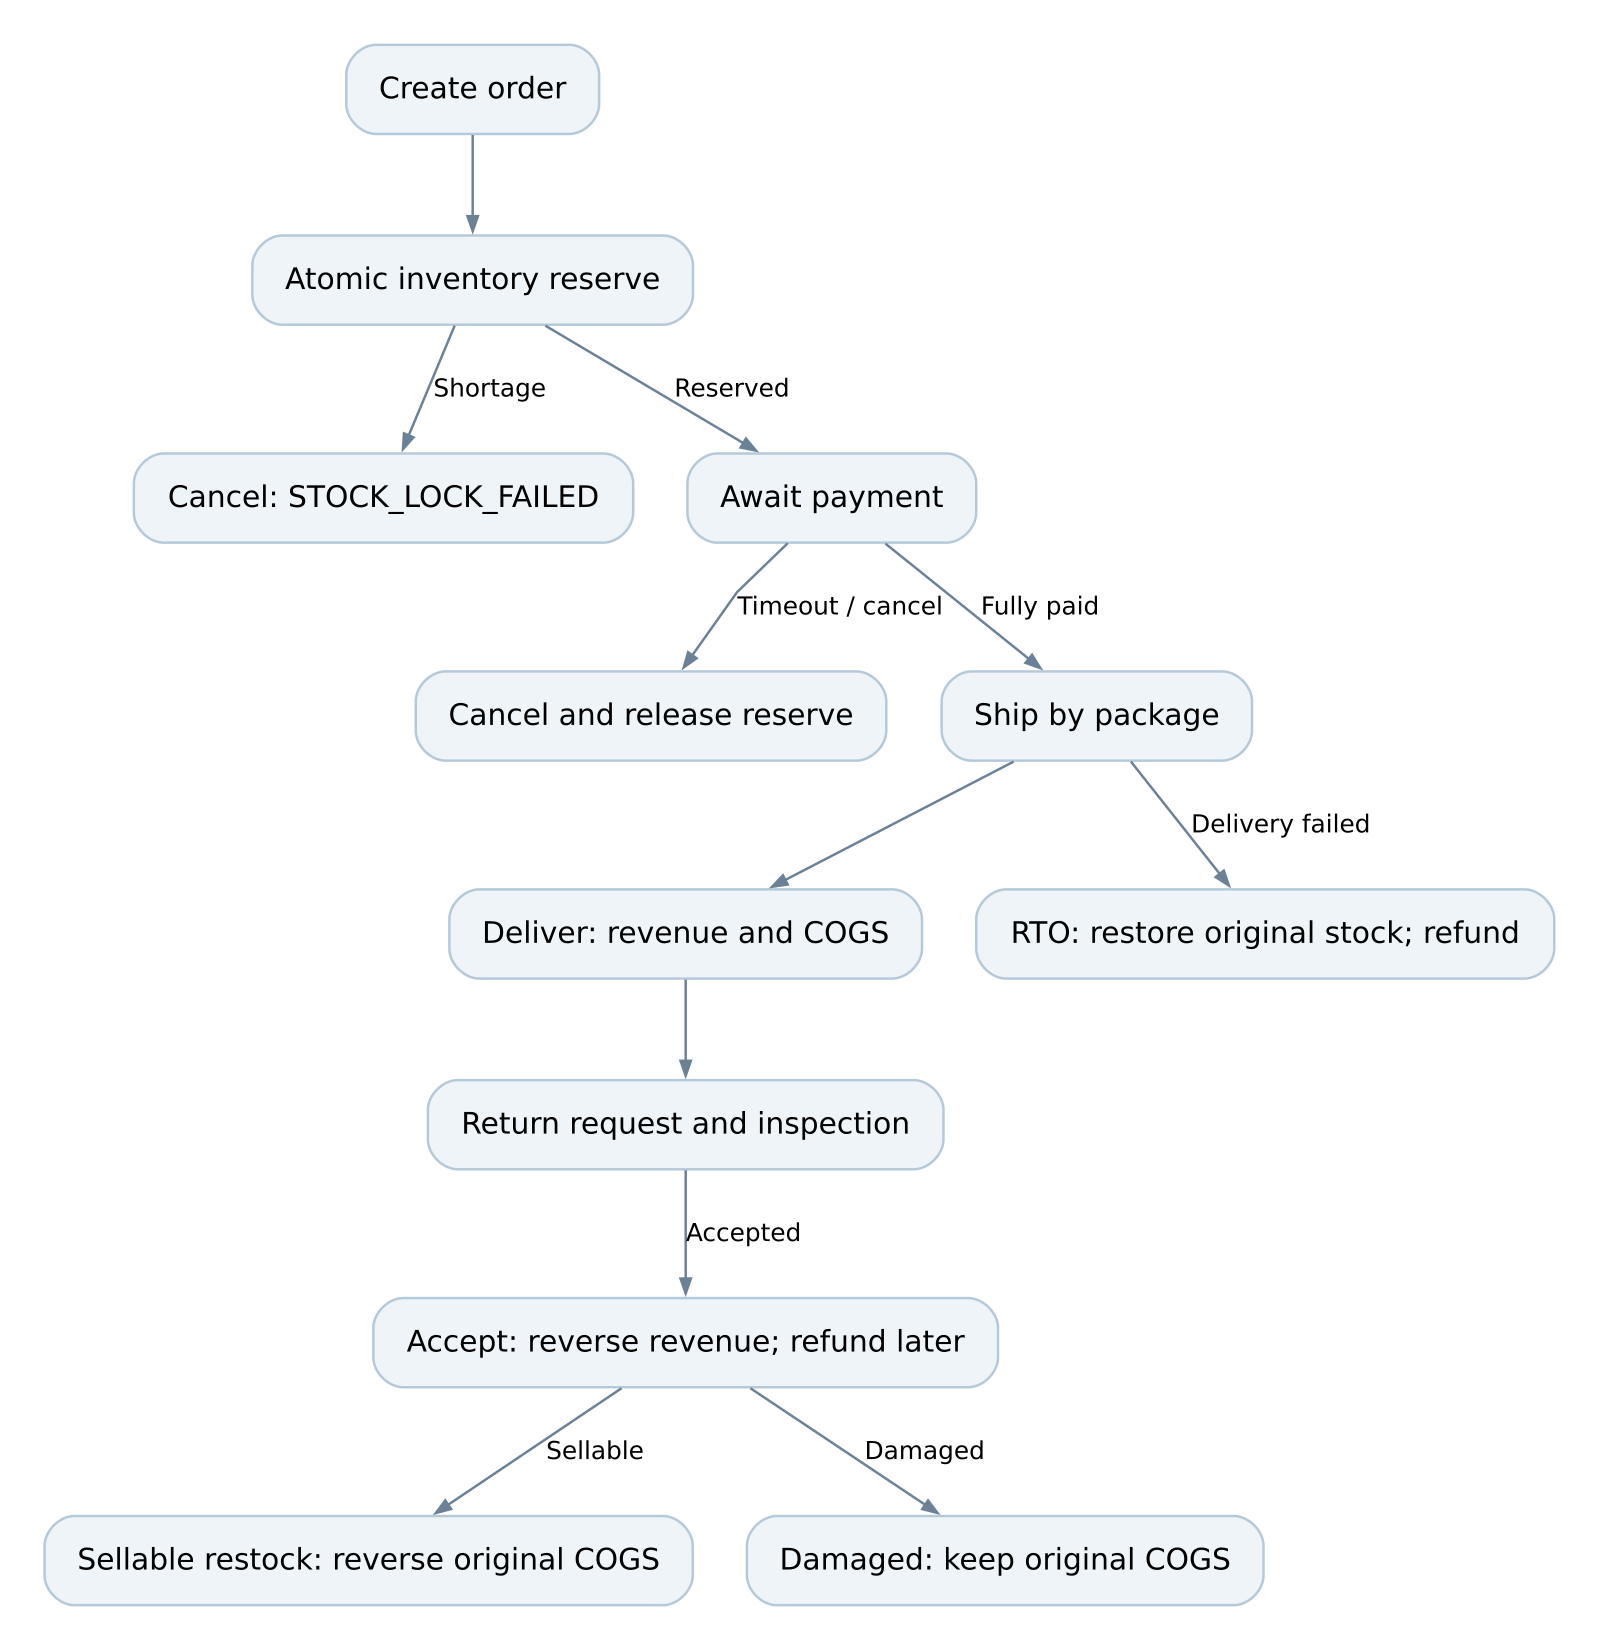 Create order
Atomic inventory reserve
Shortage
Reserved
Cancel: STOCK_LOCK_FAILED
Await payment
Timeout / cancel
Fully paid
Cancel and release reserve
Ship by package
Delivery failed
Deliver: revenue and COGS
RTO: restore original stock; refund
Return request and inspection
Accepted
Accept: reverse revenue; refund later
Sellable
Damaged
Sellable restock: reverse original COGS
Damaged: keep original COGS